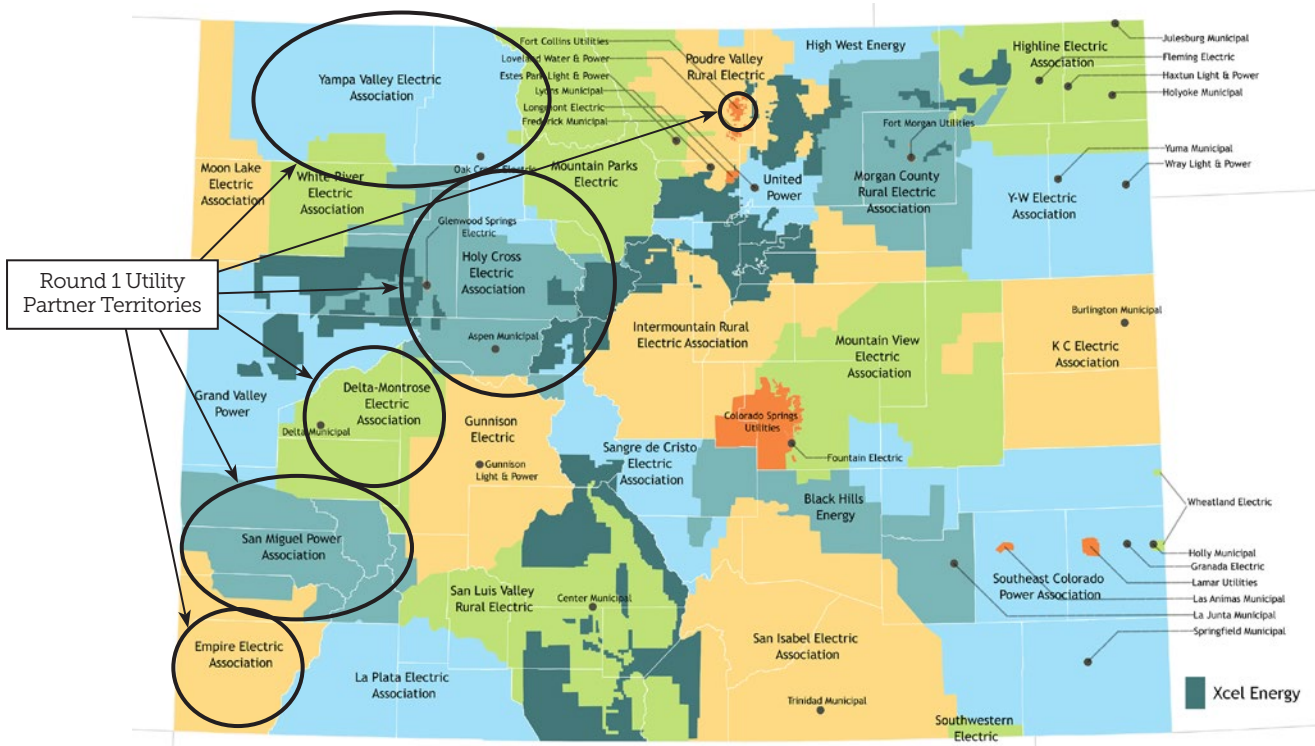 Fort Collins Utilities
Loveland Water & Power
Estes Park Light & Power
Lyons Municipal
Longmont Electric
Frederick Municipal
Yampa Valley Electric
Association
Poudre Valley
Rural Electric
High West Energy
Highline Electric
Association
Julesburg Municipal
Fleming Electric
Haxtun Light & Power
Holyoke Municipal
Fort Morgan Utilities
Yuma Municipal
Wray Light & Power
Moon Lake
Electric
Association
White River
Electric
Association
Oak Creek Electric
Mountain Parks
Electric
United
Power
Morgan County
Rural Electric
Association
Y-W Electric
Association
Round 1 Utility
Partner Territories
Glenwood Springs
Electric
Holy Cross
Electric
Association
Aspen Municipal
Intermountain Rural
Electric Association
Mountain View
Electric
Association
Burlington Municipal
K C Electric
Association
Grand Valley
Power
Delta-Montrose
Electric
Association
Delta Municipal
Gunnison
Electric
Gunnison
Light & Power
Colorado Springs
Utilities
Fountain Electric
Sangre de Cristo
Electric
Association
Black Hills
Energy
Wheatland Electric
San Miguel Power
Association
Southeast Colorado
Power Association
Holly Municipal
Granada Electric
Lamar Utilities
Las Animas Municipal
La Junta Municipal
Springfield Municipal
San Luis Valley
Rural Electric
Center Municipal
Empire Electric
Association
La Plata Electric
Association
San Isabel Electric
Association
Trinidad Municipal
Southwestern
Electric
Xcel Energy